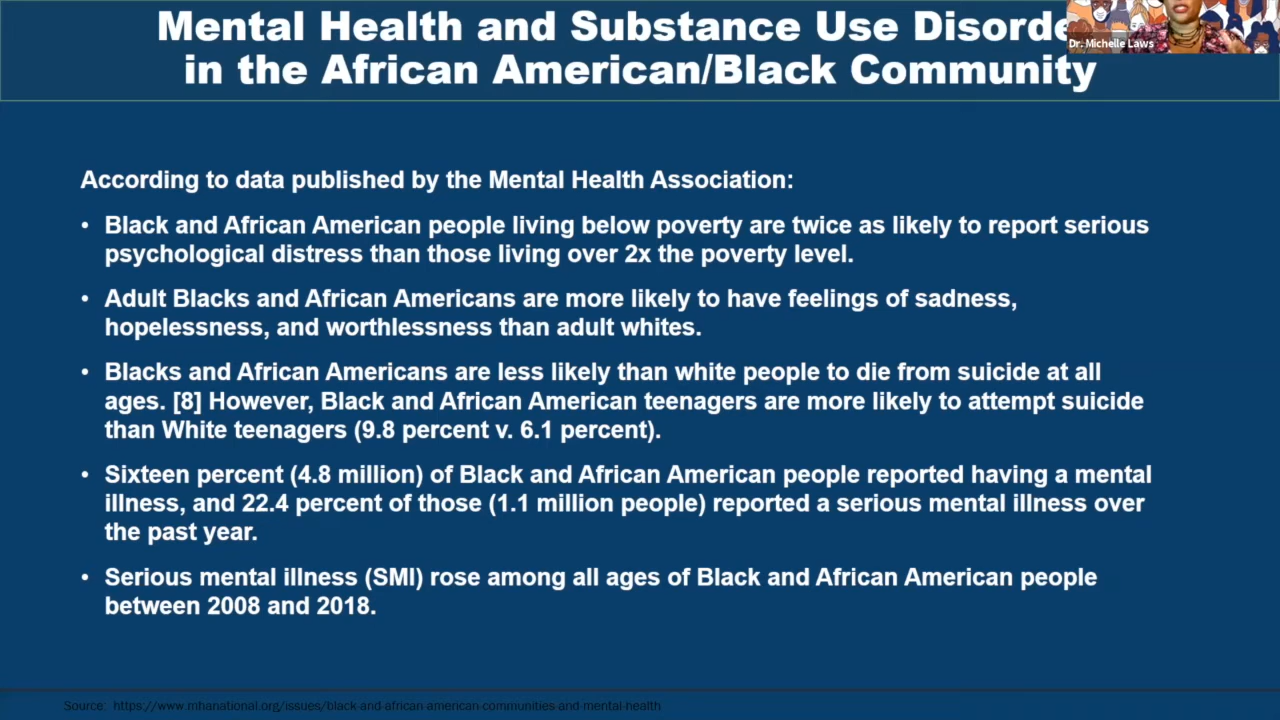 Mental Health and Substance Use Disorde
in the African American/Black Community
Dr. Michelle Laws
According to data published by the Mental Health Association:
• Black and African American people living below poverty are twice as likely to report serious
psychological distress than those living over 2x the poverty level.
• Adult Blacks and African Americans are more likely to have feelings of sadness,
hopelessness, and worthlessness than adult whites.
• Blacks and African Americans are less likely than white people to die from suicide at all
ages. [8] However, Black and African American teenagers are more likely to attempt suicide
than White teenagers (9.8 percent v. 6.1 percent).
• Sixteen percent (4.8 million) of Black and African American people reported having a mental
illness, and 22.4 percent of those (1.1 million people) reported a serious mental illness over
the past year.
• Serious mental illness (SMI) rose among all ages of Black and African American people
between 2008 and 2018.
Source: https://www.mhanational.org/issues/black-and-african-american-communities-and-mental-health